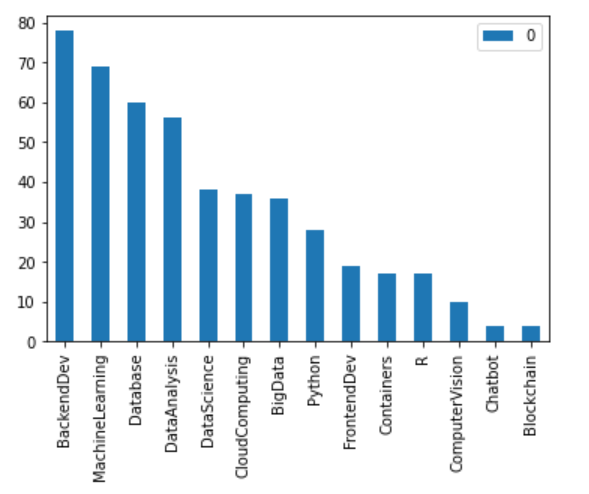 80
70
60
50
40
30
20
10
0
0
BackendDev
MachineLearning
Database
DataAnalysis
DataScience
CloudComputing
BigData
Python
FrontendDev
Containers
R
ComputerVision
Chatbot
Blockchain